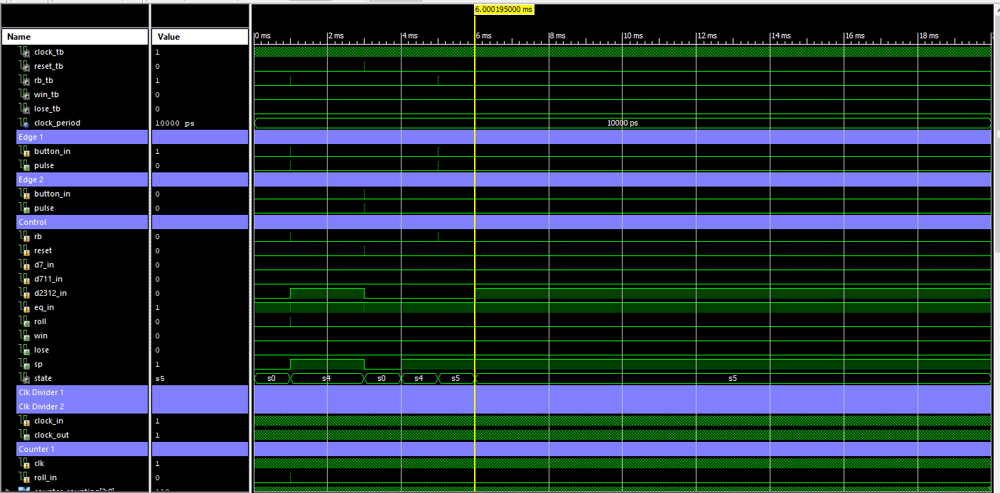 6.000195000 ms
Name Value 0 ms 2 ms 4 ms 6 ms 8 ms 10 ms 12 ms 14 ms 16 ms 18 ms
clock_tb 1
reset_tb 0
rb_tb 1
win_tb 0
lose_tb 0
clock_period 10000 ps 10000 ps
Edge 1
button_in 1
pulse 0
Edge 2
button_in 0
pulse 0
Control
rb 0
reset 0
d7_in 0
d711_in 0
d2312_in 0
eq_in 1
roll 0
win 0
lose 0
sp 1
state s5 s0 s4 s0 s4 s5 s5
Clk Divider 1
Clk Divider 2
clock_in 1
clock_out 1
Counter 1
clk 1
roll_in 0